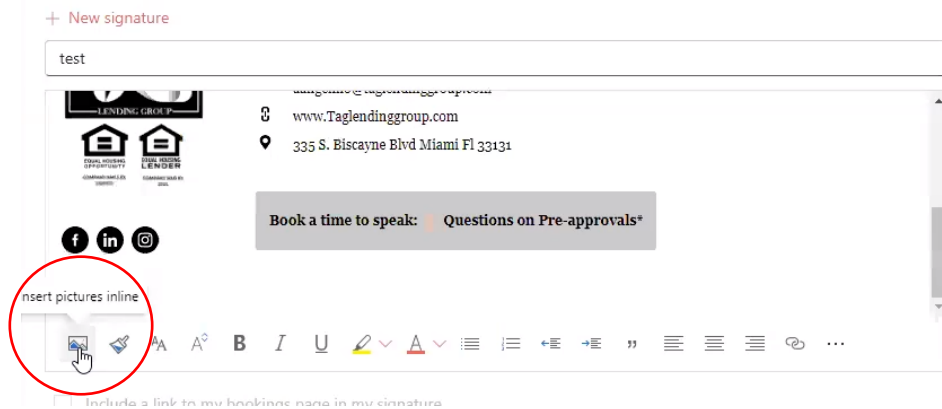 New signature
test
www.Taglendinggroup.com
335 S. Biscayne Blvd Miami Fl 33131
LENDING GROUP
EQUAL HOUSING OPPORTUNITY
EQUAL HOUSING LENDER
Book a time to speak: Questions on Pre-approvals*
f in
nsert pictures inline
AA A B I U A
Include a link to my bookings page in my signature